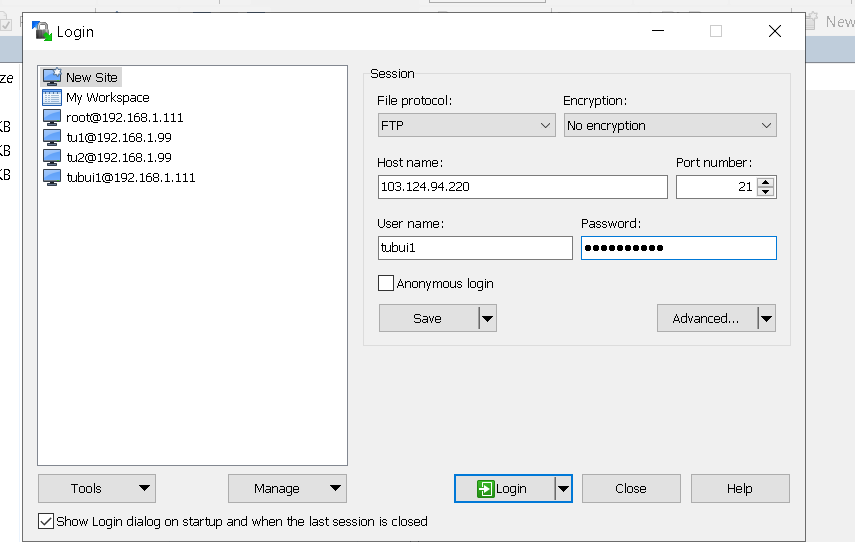 Login
New
ze
KB
KB
KB
New Site
My Workspace
root@192.168.1.111
tu1@192.168.1.99
tu2@192.168.1.99
tubui1@192.168.1.111
Session
File protocol:
Encryption:
FTP
No encryption
Host name:
Port number:
103.124.94.220
21
User name:
Password:
tubui1
●●●●●●●●●●
Anonymous login
Save
Advanced...
Tools
Manage
Login
Close
Help
Show Login dialog on startup and when the last session is closed